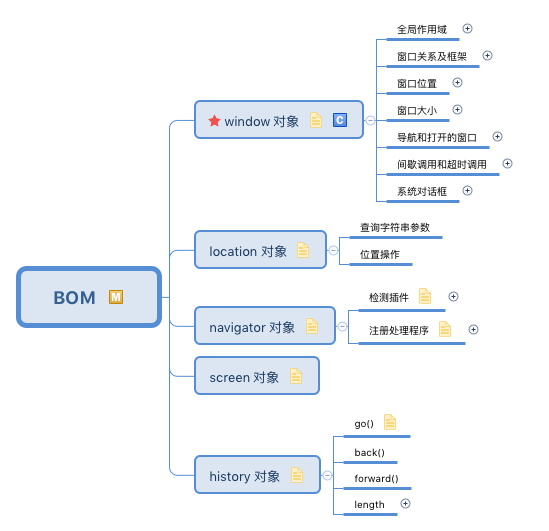 BOM M
window 对象 C
全局作用域
窗口关系及框架
窗口位置
窗口大小
导航和打开的窗口
间歇调用和超时调用
系统对话框
location 对象
查询字符串参数
位置操作
navigator 对象
检测插件
注册处理程序
screen 对象
history 对象
go()
back()
forward()
length